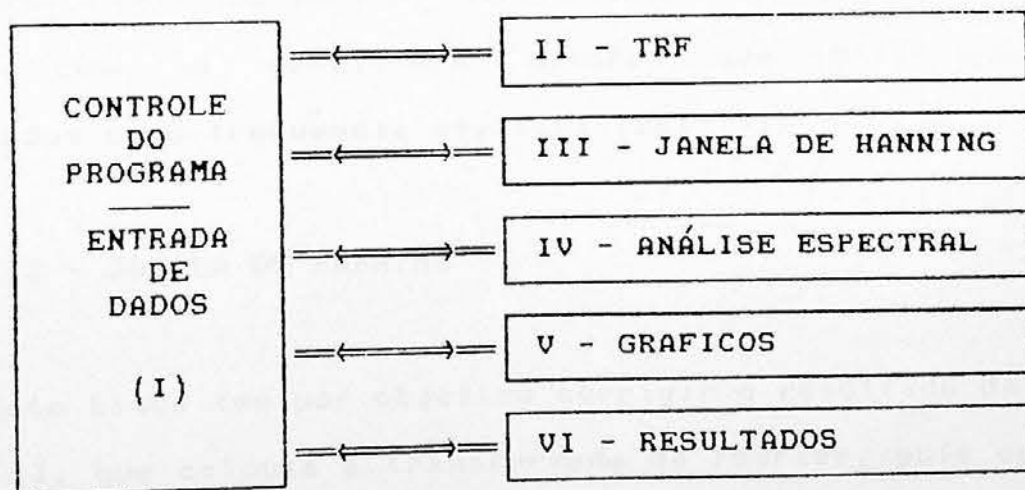 CONTROLE
DO
PROGRAMA
ENTRADA
DE
DADOS
(I)
II - TRF
III - JANELA DE HANNING
IV - ANÁLISE ESPECTRAL
V - GRAFICOS
VI - RESULTADOS